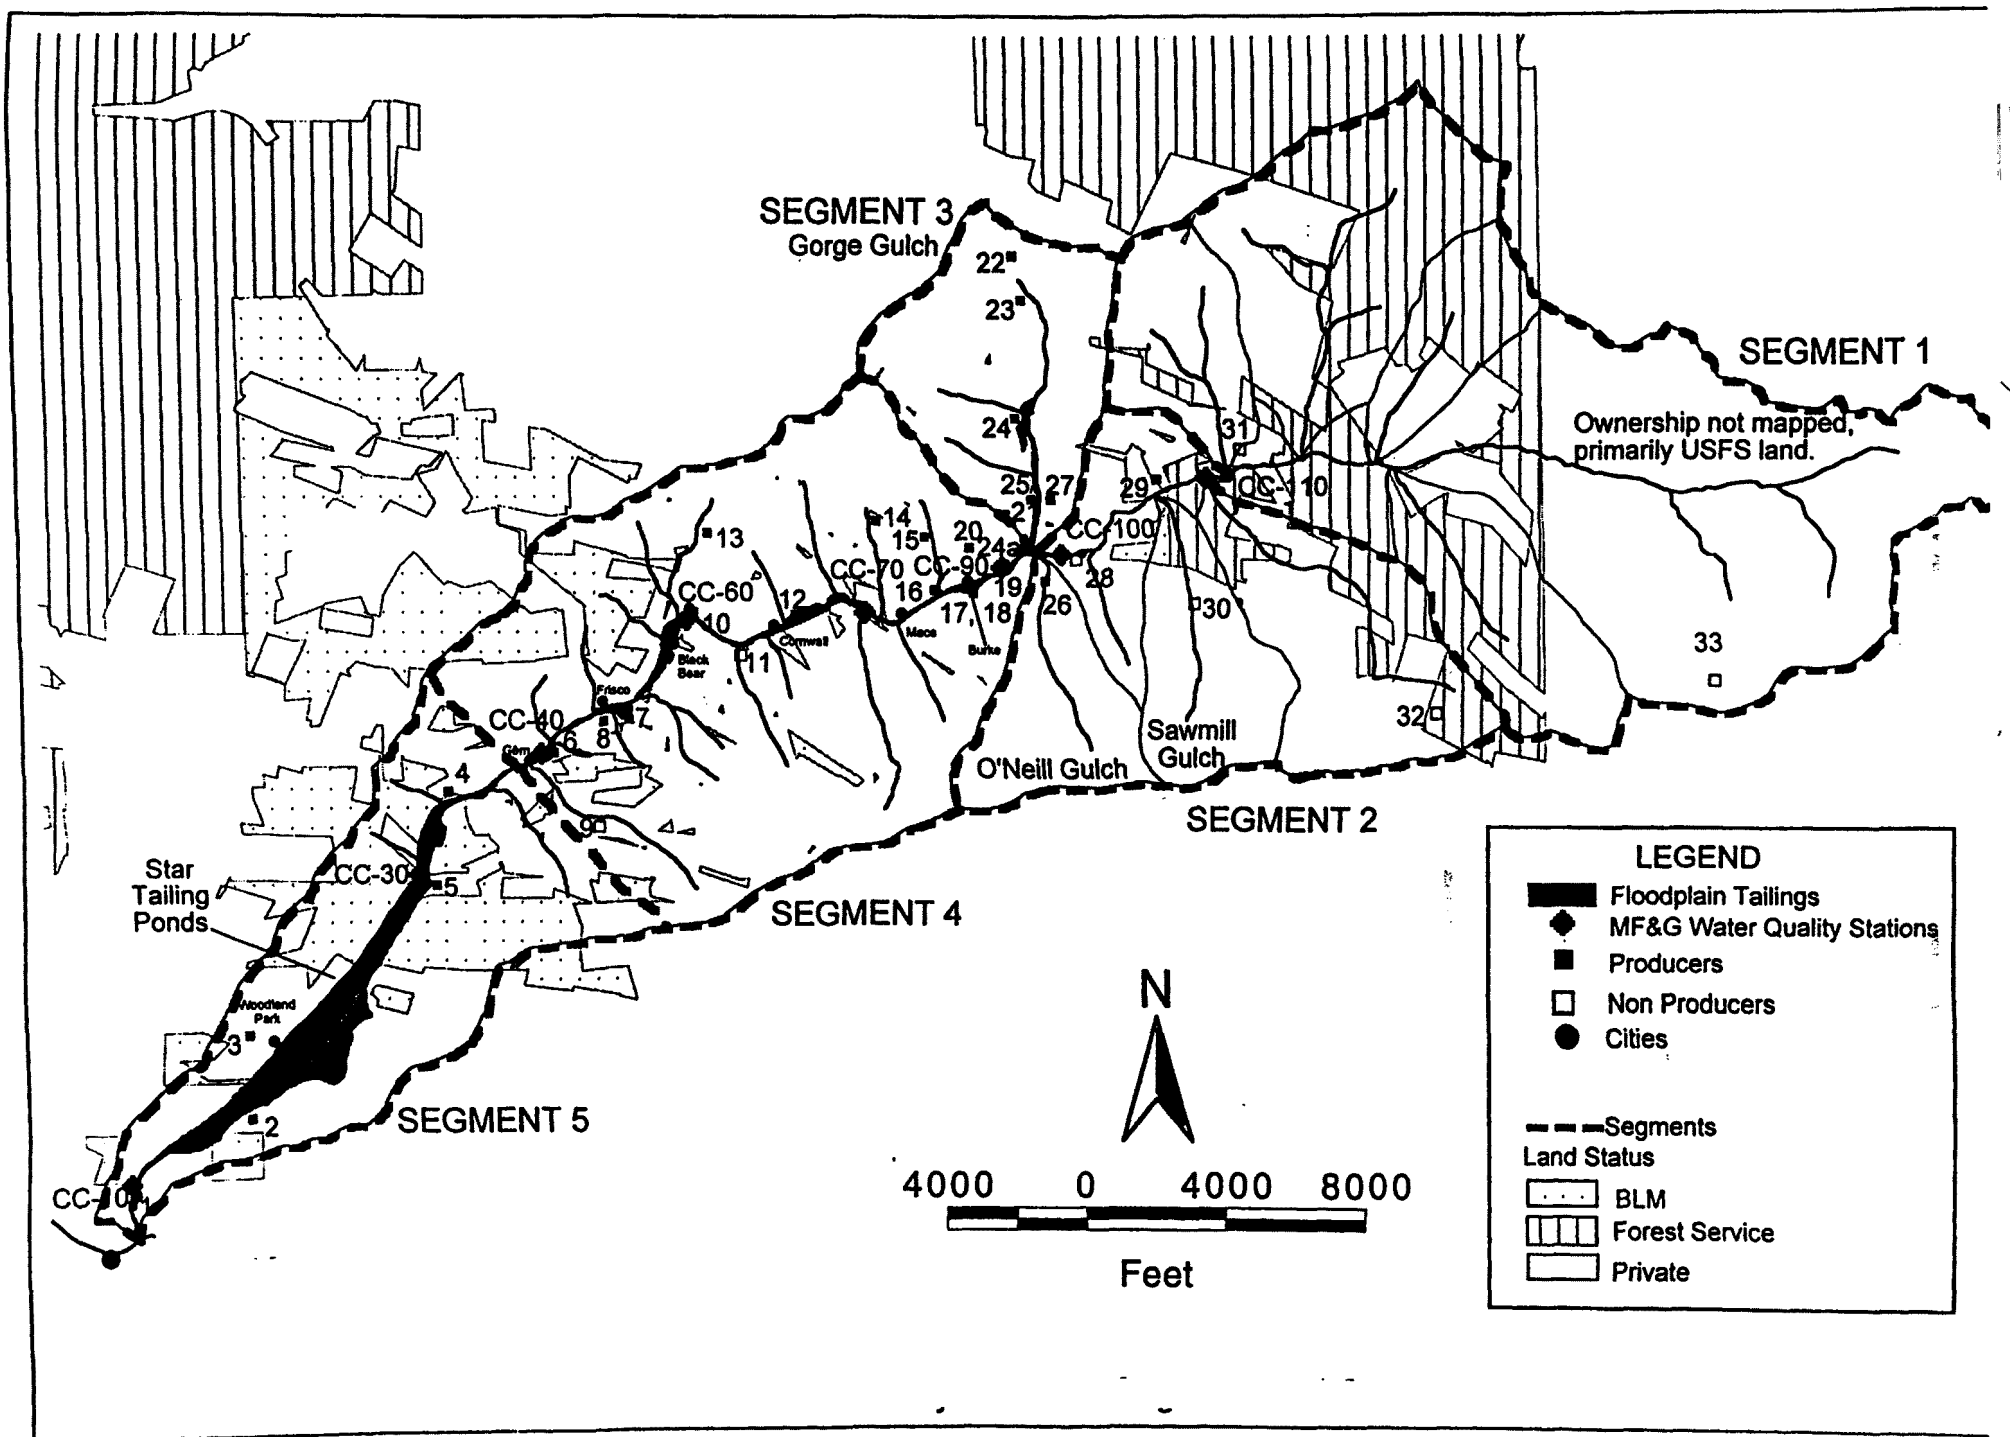 SEGMENT 3
Gorge Gulch
22
23
SEGMENT 1
Ownership not mapped,
primarily USFS land.
24
31
25
27
29
CC-110
2
14
13
15
20
24a
CC-100
CC-70
CC-90
28
CC-60
12
16
19
10
17, 18
26
30
Mace
Cornwall
Burke
11
Black
Bear
33
Frisco
7
32
CC-40
6
8
Gem
Sawmill
Gulch
4
O'Neill Gulch
SEGMENT 2
9
Star
Tailing
Ponds
CC-30
5
SEGMENT 4
Woodland
Park
3
2
SEGMENT 5
CC-10
1
N
4000 0 4000 8000
Feet
LEGEND
Floodplain Tailings
MF&G Water Quality Stations
Producers
Non Producers
Cities
Segments
Land Status
BLM
Forest Service
Private